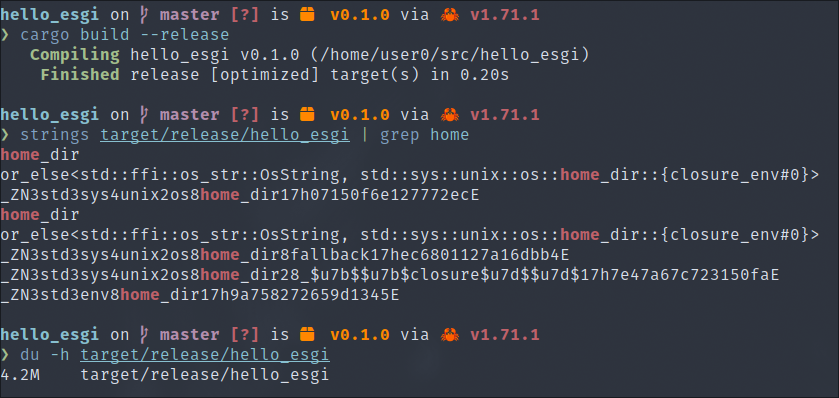 hello_esgi on master [?] is v0.1.0 via v1.71.1
❯ cargo build --release
   Compiling hello_esgi v0.1.0 (/home/user0/src/hello_esgi)
    Finished release [optimized] target(s) in 0.20s
hello_esgi on master [?] is v0.1.0 via v1.71.1
❯ strings target/release/hello_esgi | grep home
home_dir
or_else<std::ffi::os_str::OsString, std::sys::unix::os::home_dir::{closure_env#0}>
_ZN3std3sys4unix2os8home_dir17h07150f6e127772ecE
home_dir
or_else<std::ffi::os_str::OsString, std::sys::unix::os::home_dir::{closure_env#0}>
_ZN3std3sys4unix2os8home_dir8fallback17hec6801127a16dbb4E
_ZN3std3sys4unix2os8home_dir28_$u7b$$u7b$closure$u7d$$u7d$17h7e47a67c723150faE
_ZN3std3env8home_dir17h9a758272659d1345E
hello_esgi on master [?] is v0.1.0 via v1.71.1
❯ du -h target/release/hello_esgi
4.2M    target/release/hello_esgi